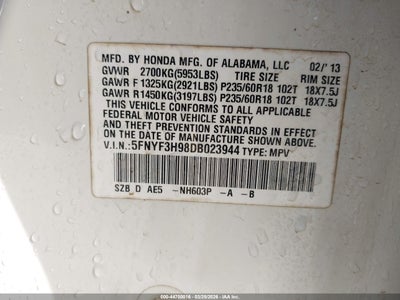 MFD. BY HONDA MFG. OF ALABAMA, LLC 02/'13
GVWR 2700KG(5953LBS) TIRE SIZE RIM SIZE
GAWR F 1325KG(2921LBS) P235/60R18 102T 18X7.5J
GAWR R 1450KG(3197LBS) P235/60R18 102T 18X7.5J
THIS VEHICLE CONFORMS TO ALL APPLICABLE
FEDERAL MOTOR VEHICLE SAFETY STANDARDS
IN EFFECT ON THE DATE OF
MANUFACTURE SHOWN ABOVE.
V.I.N.: 5FNYF3H98DB023944 TYPE: MPV
SZB D AE5 –NH603P –A –B